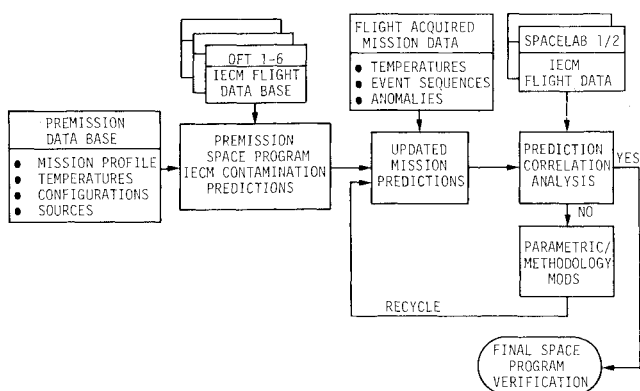 OFT 1-6
IECM FLIGHT
DATA BASE
FLIGHT ACQUIRED
MISSION DATA
● TEMPERATURES
● EVENT SEQUENCES
● ANOMALIES
SPACELAB 1/2
IECM
FLIGHT DATA
PREMISSION
DATA BASE
● MISSION PROFILE
● TEMPERATURES
● CONFIGURATIONS
● SOURCES
PREMISSION
SPACE PROGRAM
IECM CONTAMINATION
PREDICTIONS
UPDATED
MISSION
PREDICTIONS
PREDICTION
CORRELATION
ANALYSIS
YES
NO
PARAMETRIC/
METHODOLOGY
MODS
RECYCLE
FINAL SPACE
PROGRAM
VERIFICATION